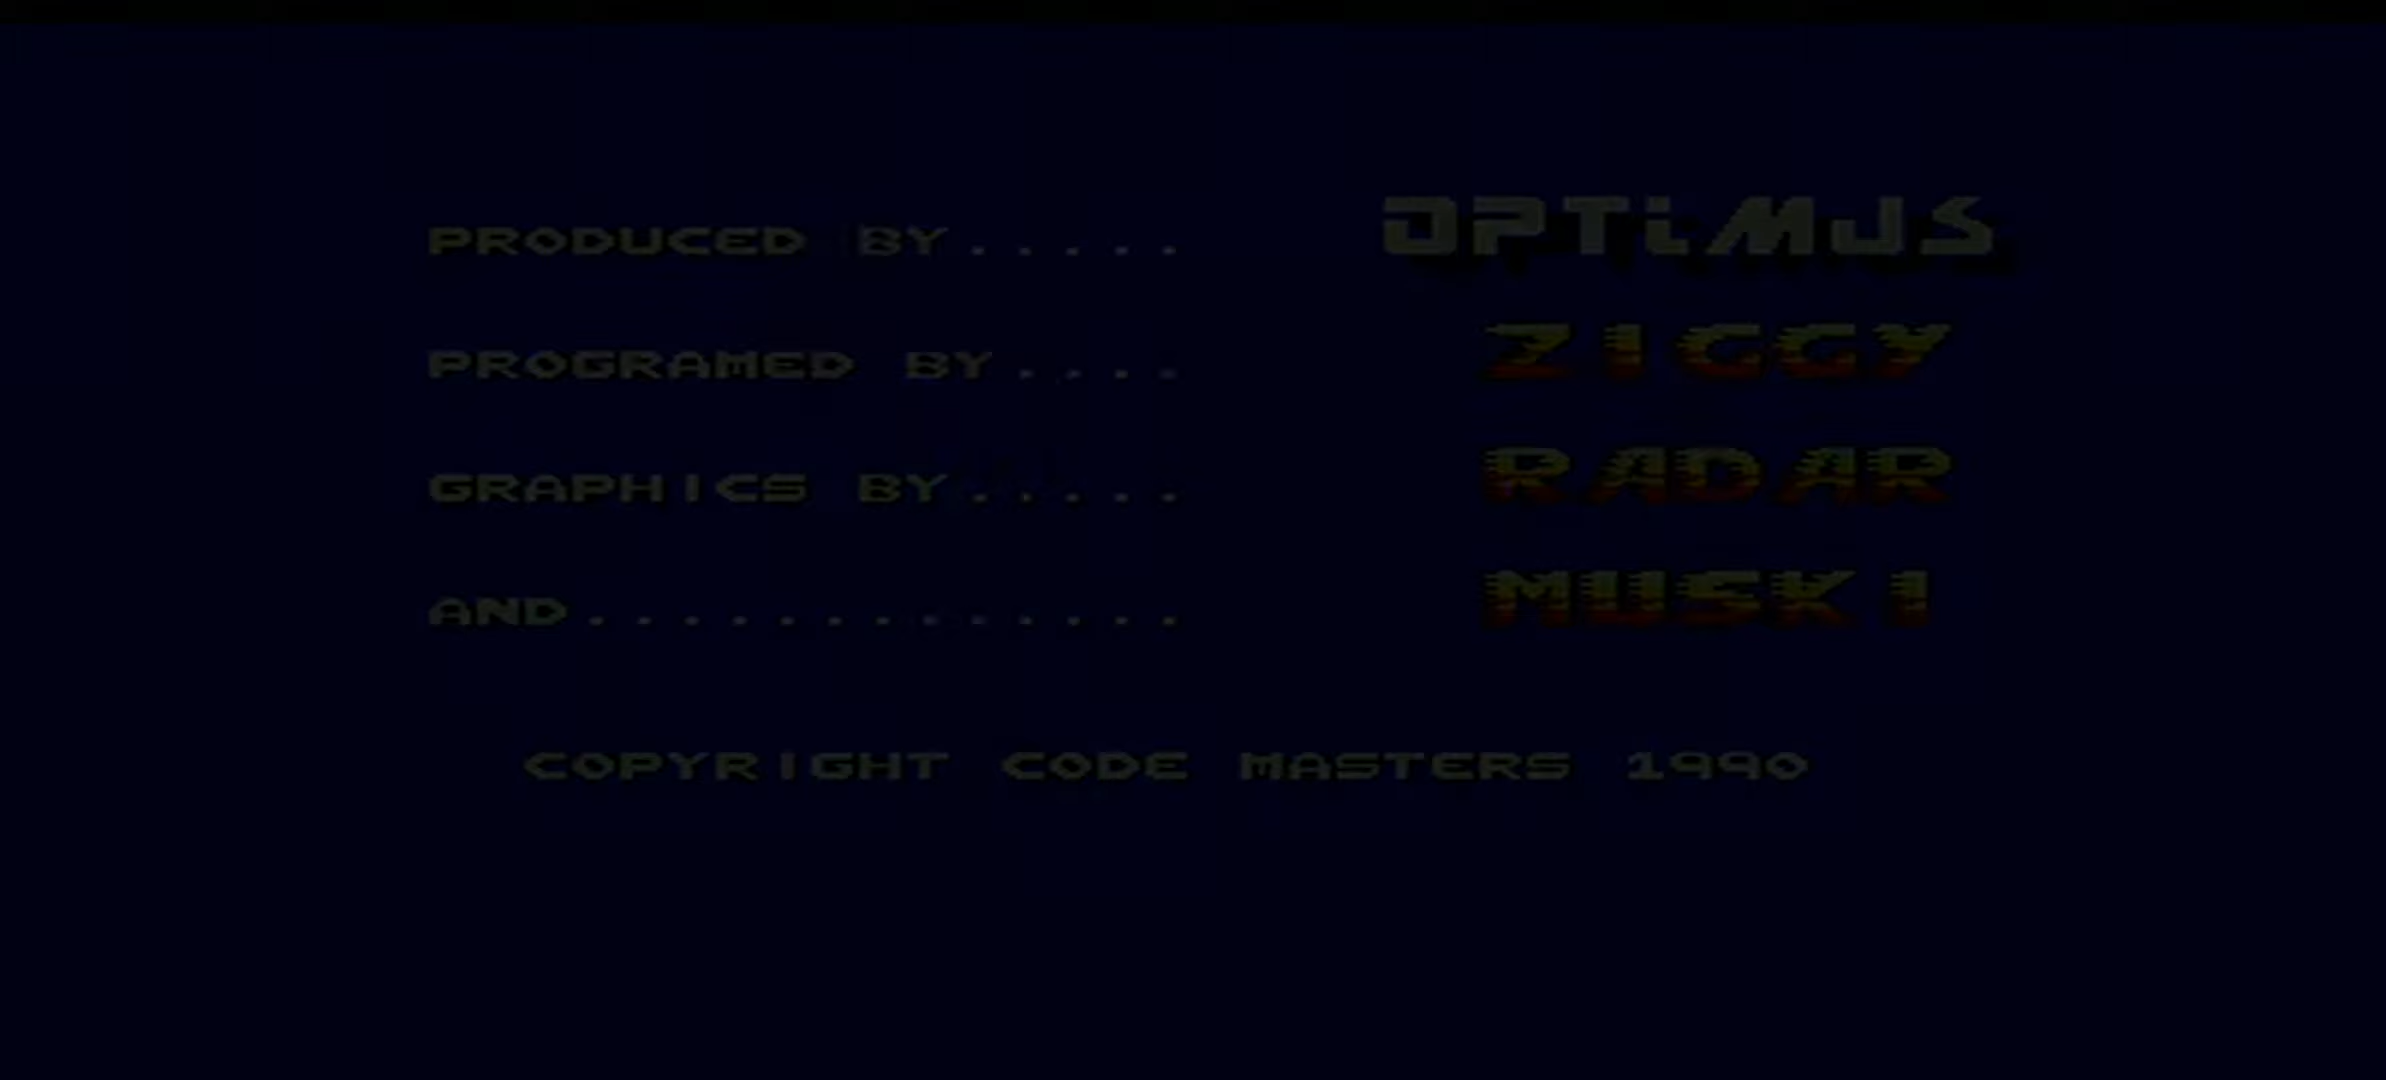 PRODUCED BY..... OPTiMUS
PROGRAMED BY.... ZIGGY
GRAPHICS BY..... RADAR
AND............. MUSKI
COPYRIGHT CODE MASTERS 1990